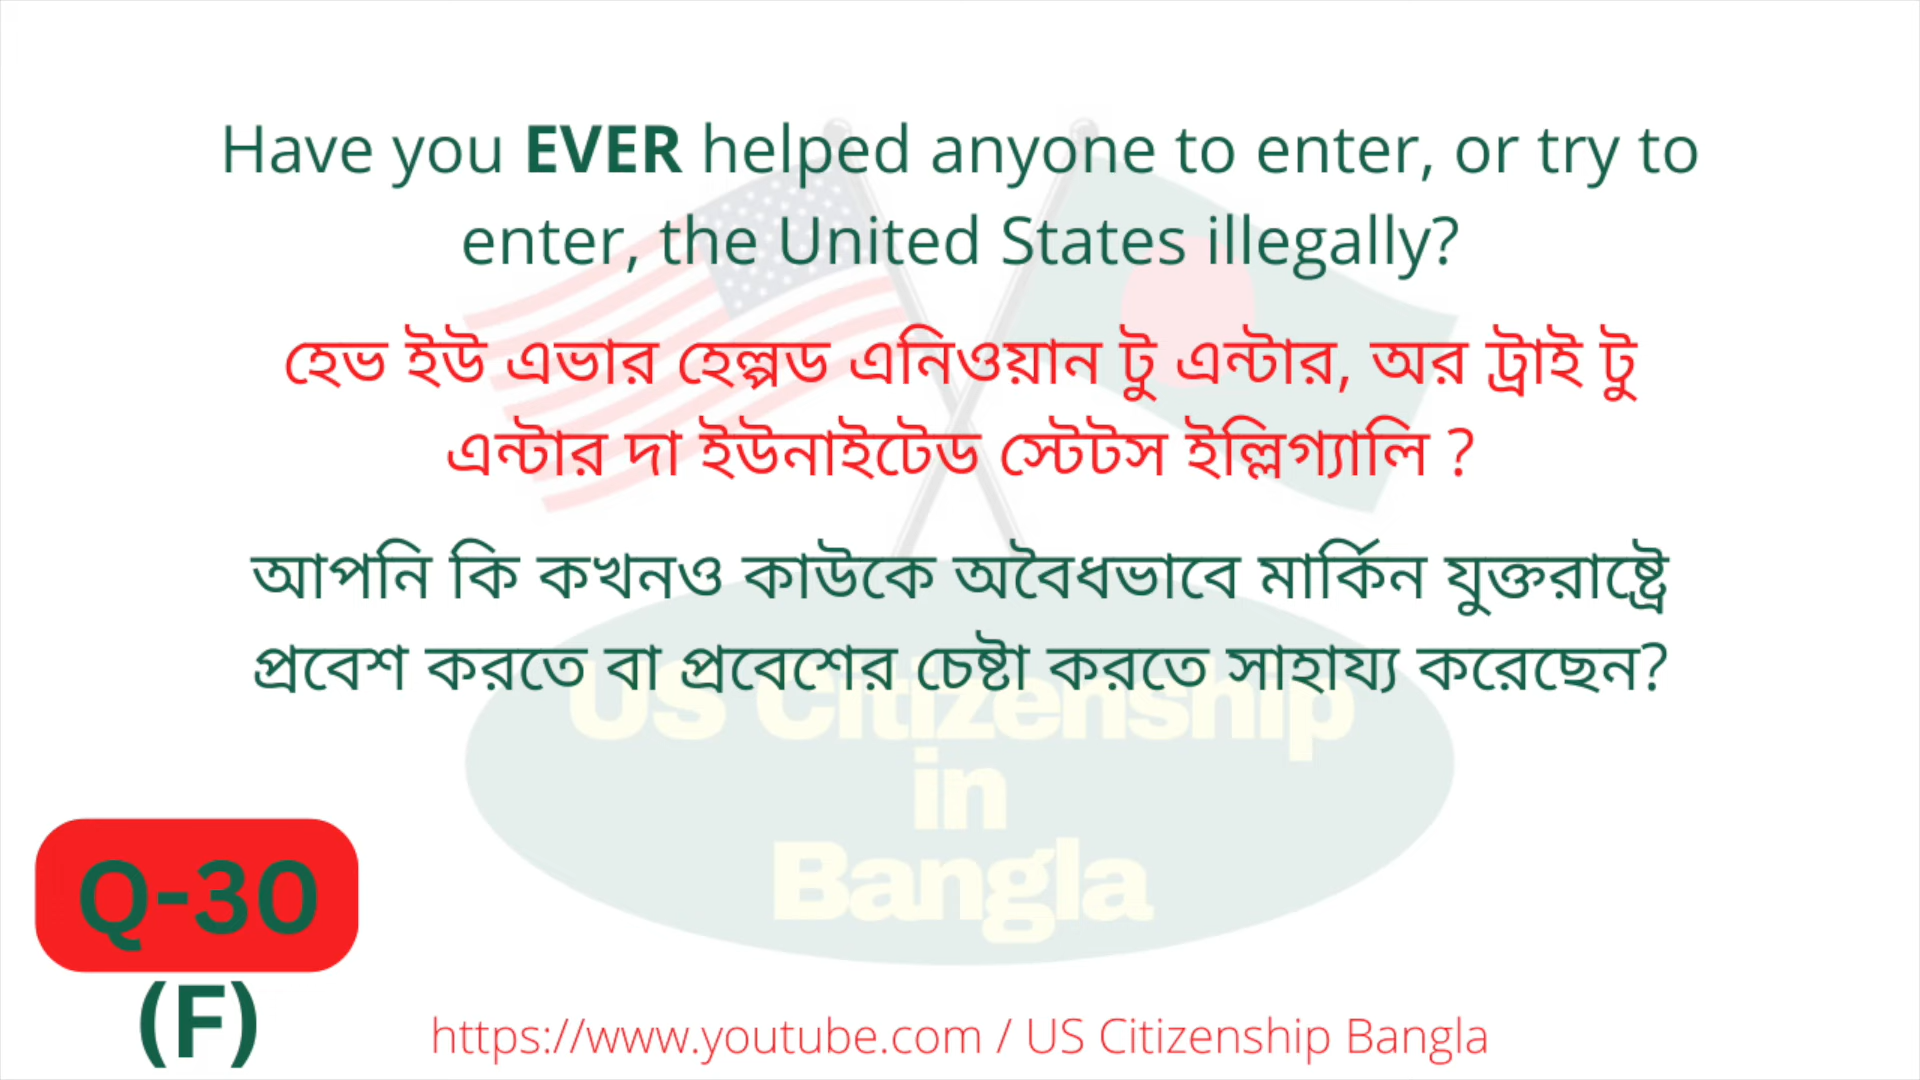 Have you EVER helped anyone to enter, or try to
enter, the United States illegally?
হেভ ইউ এভার হেল্পড এনিওয়ান টু এন্টার, অর ট্রাই টু
এন্টার দা ইউনাইটেড স্টেটস ইল্লিগ্যালি ?
আপনি কি কখনও কাউকে অবৈধভাবে মার্কিন যুক্তরাষ্ট্রে
প্রবেশ করতে বা প্রবেশের চেষ্টা করতে সাহায্য করেছেন?
US Citizenship
in
Bangla
Q-30
(F)
https://www.youtube.com / US Citizenship Bangla